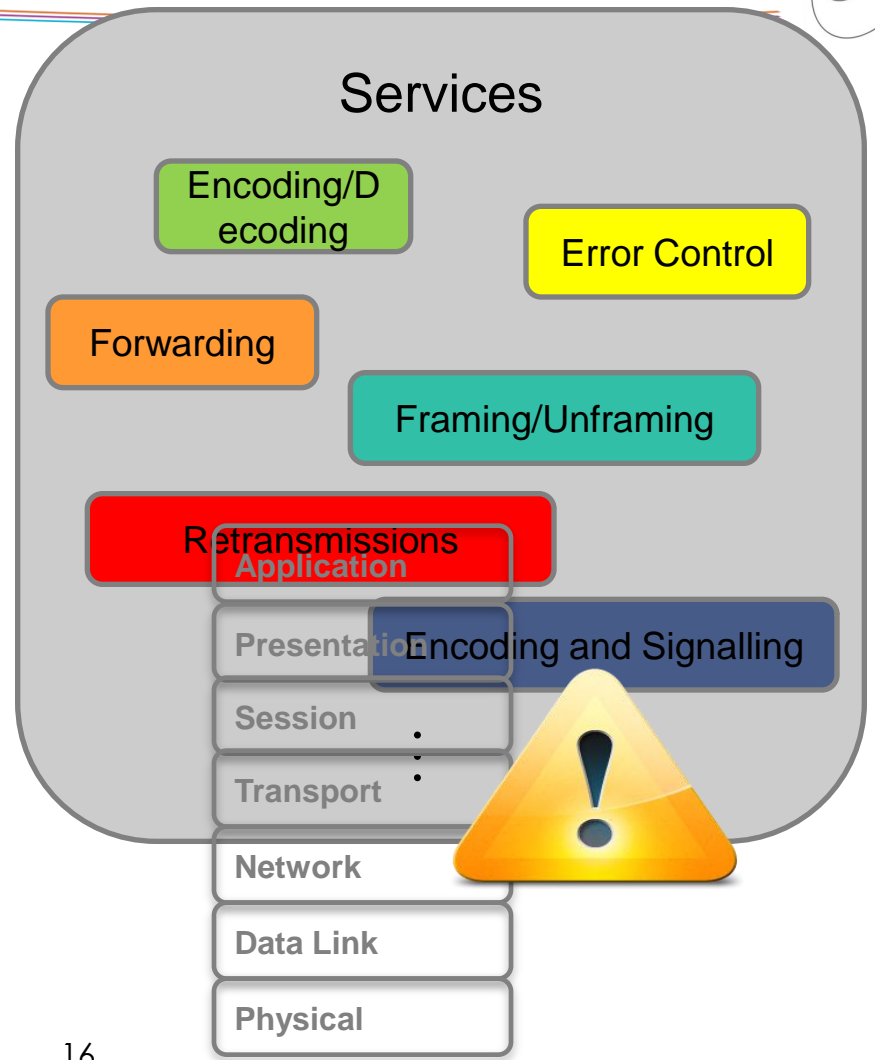 Services
Encoding/D
ecoding
Error Control
Forwarding
Framing/Unframing
Retransmissions
Application
Presentation
Encoding and Signalling
Session
Transport
Network
Data Link
Physical
16